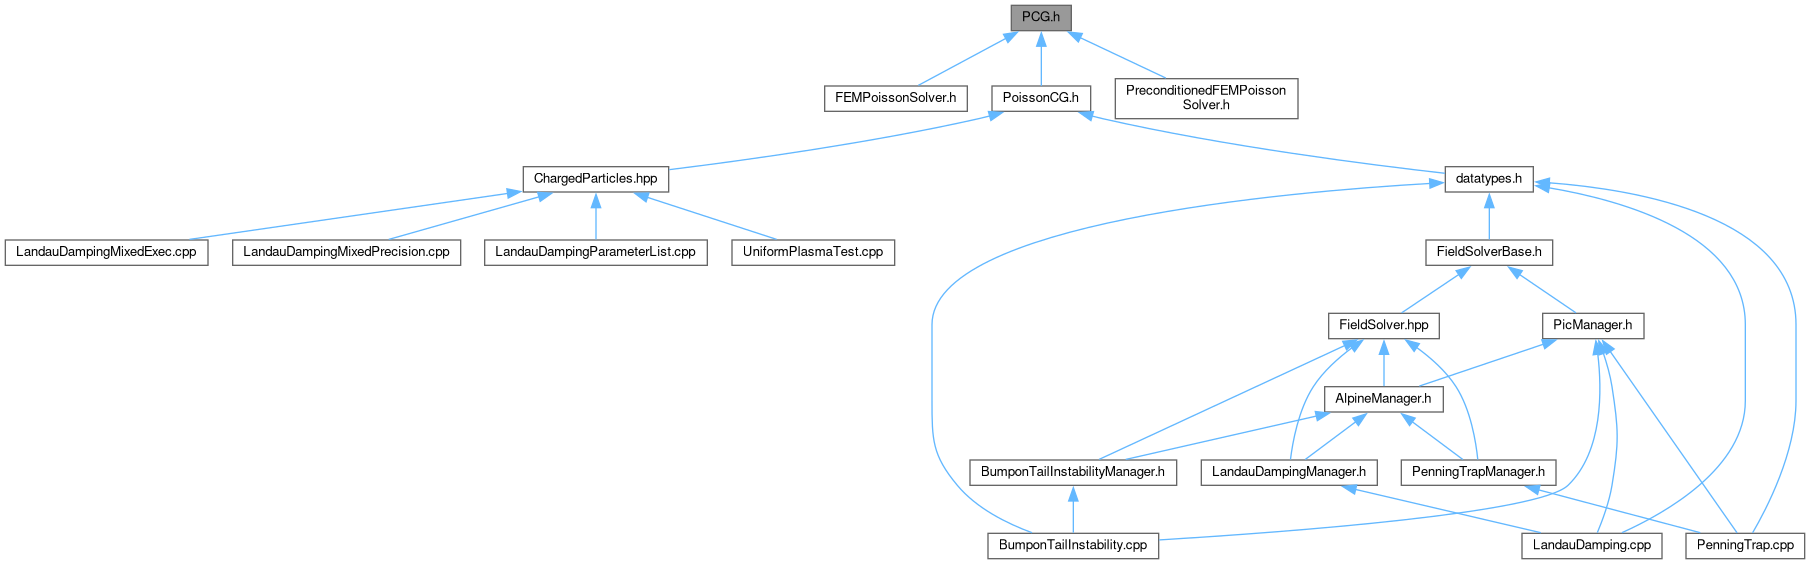 PCG.h
FEMPoissonSolver.h
PoissonCG.h
PreconditionedFEMPoisson
Solver.h
ChargedParticles.hpp
datatypes.h
LandauDampingMixedExec.cpp
LandauDampingMixedPrecision.cpp
LandauDampingParameterList.cpp
UniformPlasmaTest.cpp
FieldSolverBase.h
FieldSolver.hpp
PicManager.h
AlpineManager.h
BumponTailInstabilityManager.h
LandauDampingManager.h
PenningTrapManager.h
BumponTailInstability.cpp
LandauDamping.cpp
PenningTrap.cpp